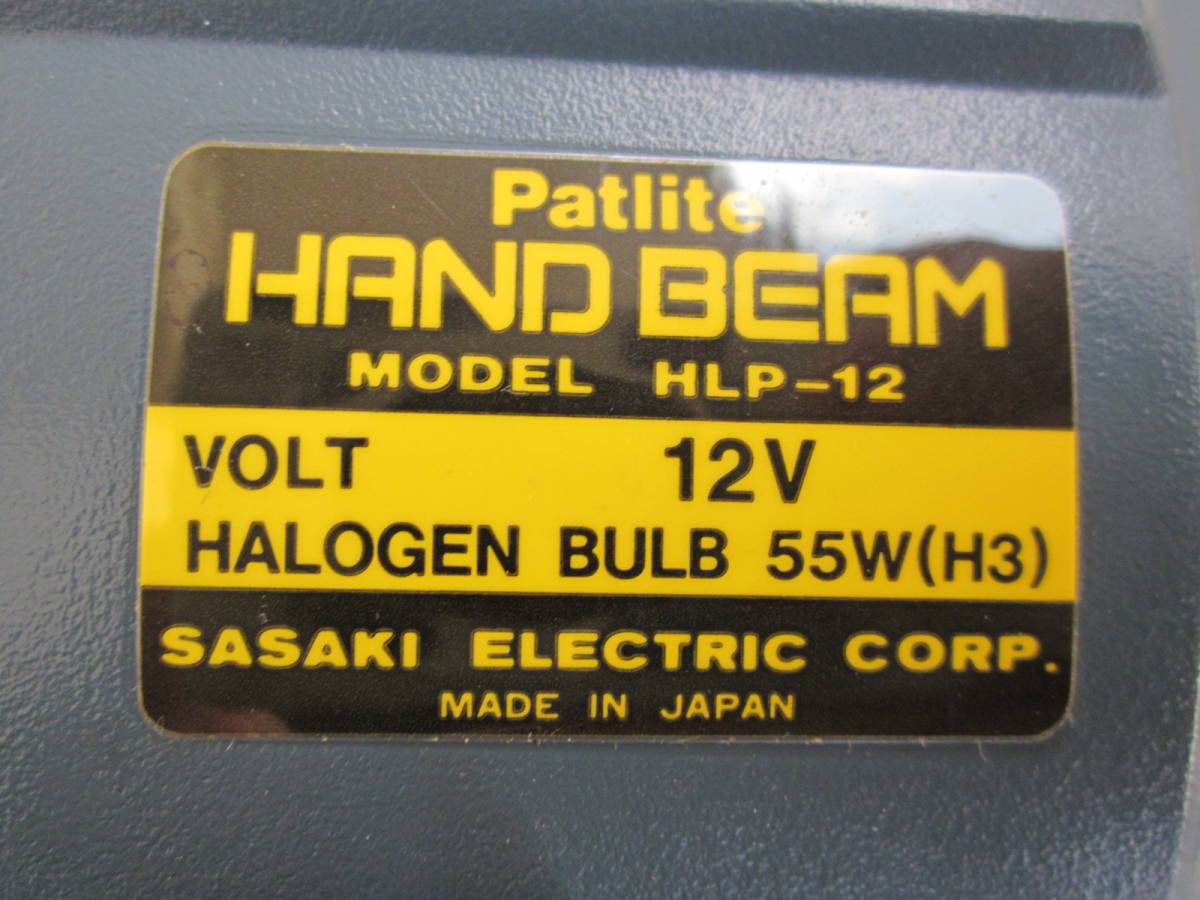 Patlite
HAND BEAM
MODEL HLP-12
VOLT 12V
HALOGEN BULB 55W(H3)
SASAKI ELECTRIC CORP.
MADE IN JAPAN